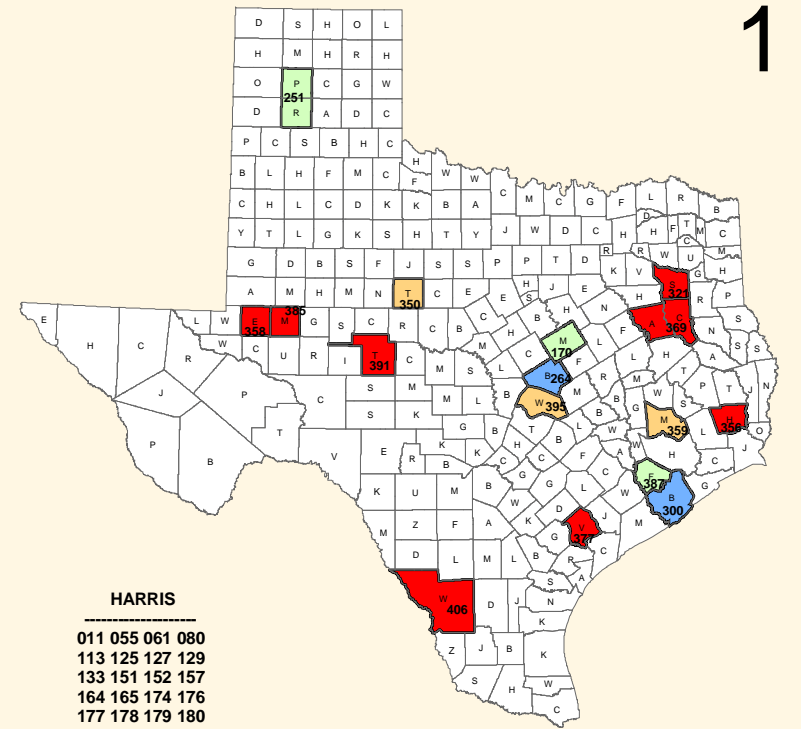 1
D S H O L
H M H R H
O P C G W
251
D R A D C
P C S B H C
H
B L H F M C F W W
C H L C D K K B A C M C G F L R B
D
Y T L G K S H T Y J W D C H H F T M C
C
G D B S F J S S P P T D R R W U M
A M H M N T C E E S J E K V S G H
350 321
E L W E M 385 G S C R C B C H B H N H R P
358
H C R W C U R I T C M S L C M L F A C N S
391 170 369
J P C S M B 264 F L H T A S
P B T S K L M B W 395 M R M W S P T J N
G B T L B B G M H
359 356
V E R B K H B W L O
K U M B C C F A H C J
M Z F A W G G L C F G
387
D L M L K D W B
300
W G V J M
406 377
D J N B R C
S A
K
Z J B K
S H W
C
HARRIS
--------------------
011 055 061 080
113 125 127 129
133 151 152 157
164 165 174 176
177 178 179 180